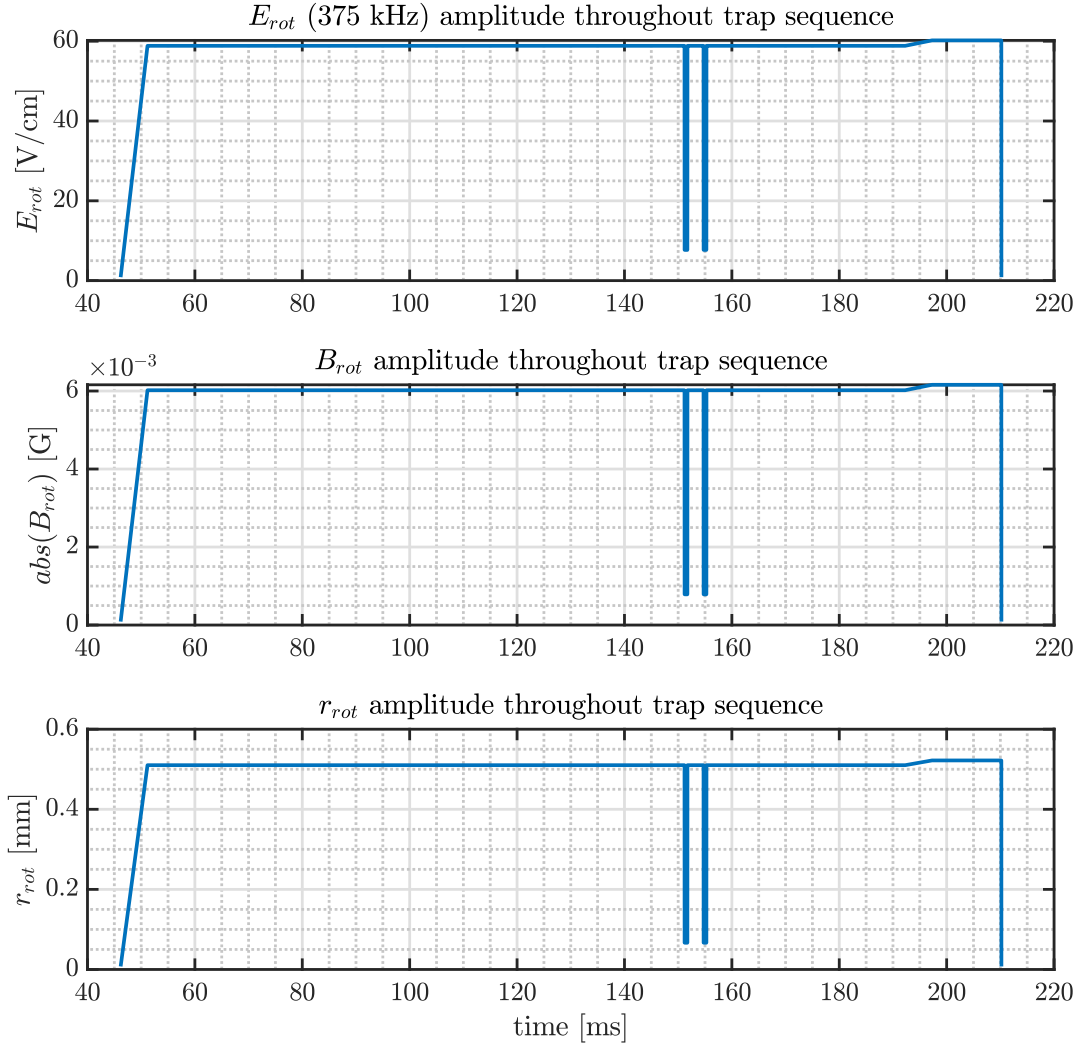 E_rot (375 kHz) amplitude throughout trap sequence
60
40
20
0
E_rot [V/cm]
40 60 80 100 120 140 160 180 200 220
×10⁻³
B_rot amplitude throughout trap sequence
6
4
2
0
abs(B_rot) [G]
40 60 80 100 120 140 160 180 200 220
r_rot amplitude throughout trap sequence
0.6
0.4
0.2
0
r_rot [mm]
40 60 80 100 120 140 160 180 200 220
time [ms]